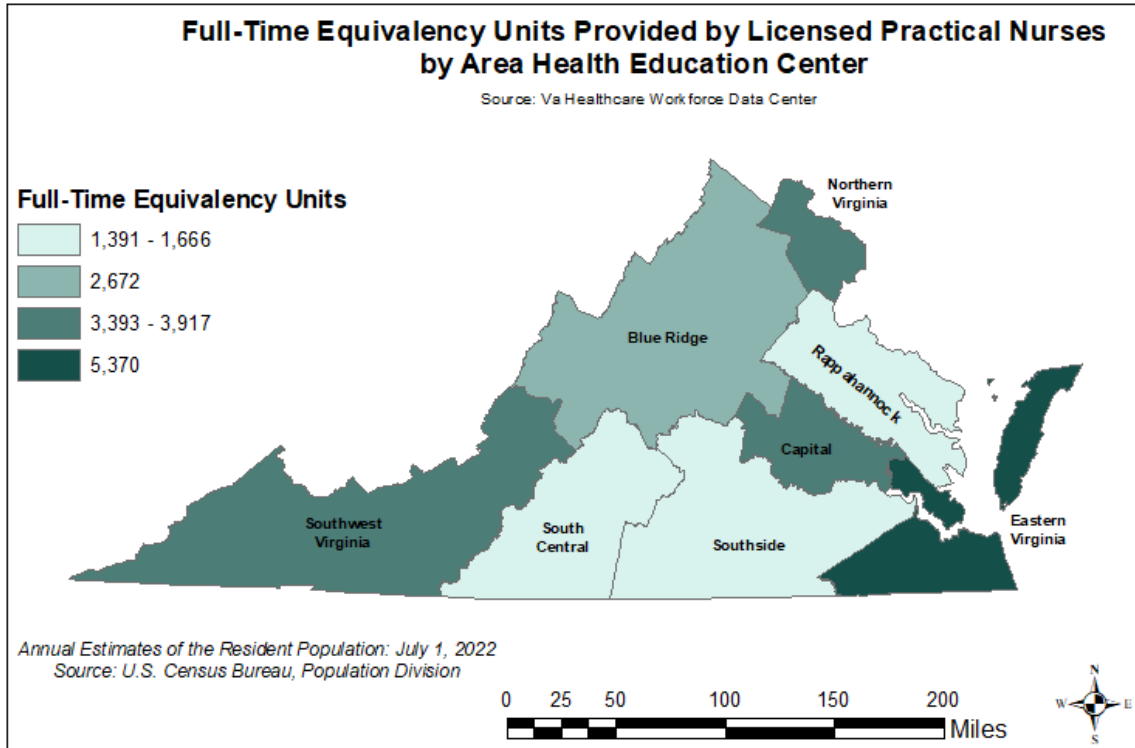 Full-Time Equivalency Units Provided by Licensed Practical Nurses
by Area Health Education Center
Source: Va Healthcare Workforce Data Center
Full-Time Equivalency Units
1,391 - 1,666
2,672
3,393 - 3,917
5,370
Northern
Virginia
Blue Ridge
Rappahannock
Capital
Southwest
Virginia
South
Central
Southside
Eastern
Virginia
Annual Estimates of the Resident Population: July 1, 2022
Source: U.S. Census Bureau, Population Division
0 25 50 100 150 200
Miles
N
W E
S